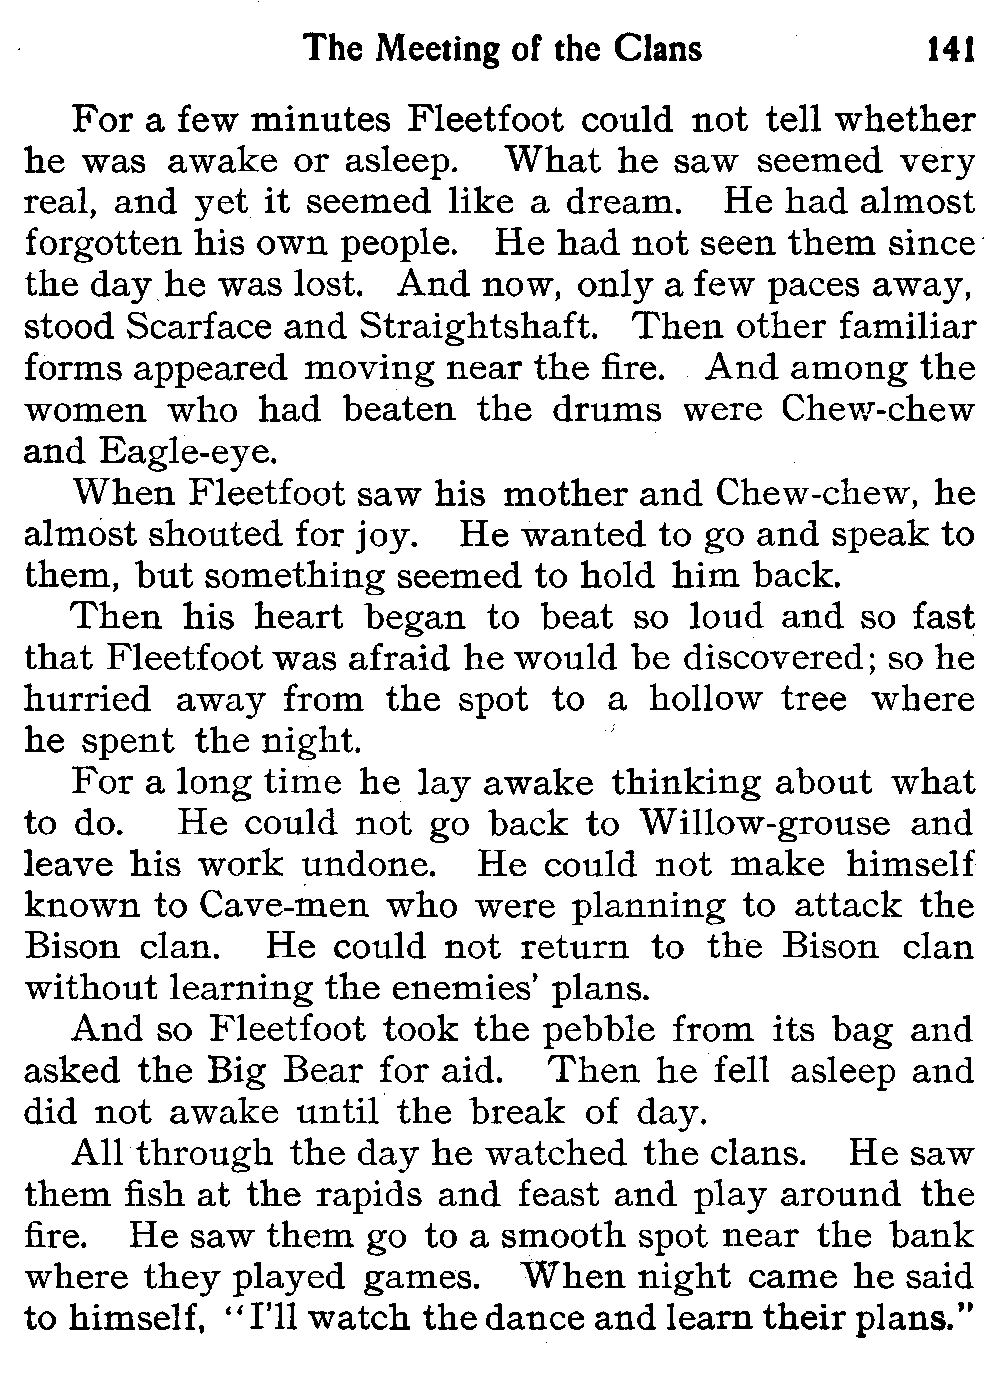 The Meeting of the Clans 141
For a few minutes Fleetfoot could not tell whether
he was awake or asleep. What he saw seemed very
real, and yet it seemed like a dream. He had almost
forgotten his own people. He had not seen them since
the day he was lost. And now, only a few paces away,
stood Scarface and Straightshaft. Then other familiar
forms appeared moving near the fire. And among the
women who had beaten the drums were Chew-chew
and Eagle-eye.
When Fleetfoot saw his mother and Chew-chew, he
almost shouted for joy. He wanted to go and speak to
them, but something seemed to hold him back.
Then his heart began to beat so loud and so fast
that Fleetfoot was afraid he would be discovered; so he
hurried away from the spot to a hollow tree where
he spent the night.
For a long time he lay awake thinking about what
to do. He could not go back to Willow-grouse and
leave his work undone. He could not make himself
known to Cave-men who were planning to attack the
Bison clan. He could not return to the Bison clan
without learning the enemies' plans.
And so Fleetfoot took the pebble from its bag and
asked the Big Bear for aid. Then he fell asleep and
did not awake until the break of day.
All through the day he watched the clans. He saw
them fish at the rapids and feast and play around the
fire. He saw them go to a smooth spot near the bank
where they played games. When night came he said
to himself, "I'll watch the dance and learn their plans."